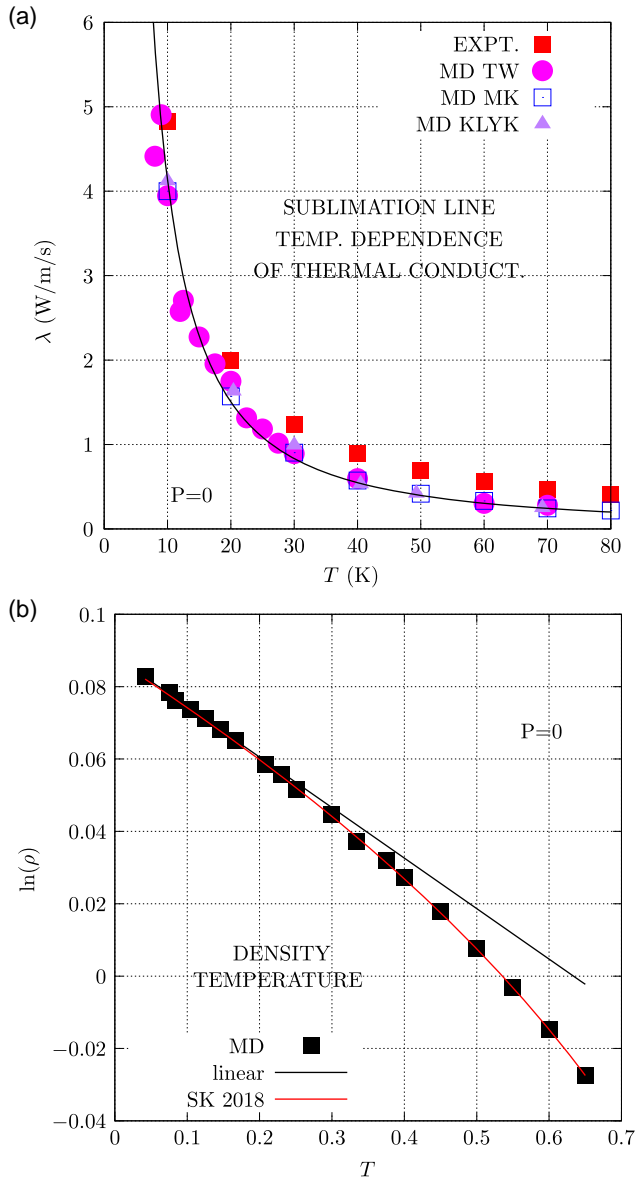 (a)
6
5
4
3
2
1
0
λ (W/m/s)
EXPT.
MD TW
MD MK
MD KLYK
SUBLIMATION LINE
TEMP. DEPENDENCE
OF THERMAL CONDUCT.
P=0
10 20 30 40 50 60 70 80
T (K)
(b)
0.1
0.08
0.06
0.04
0.02
0
−0.02
−0.04
ln(ρ)
P=0
DENSITY
TEMPERATURE
MD
linear
SK 2018
0 0.1 0.2 0.3 0.4 0.5 0.6 0.7
T